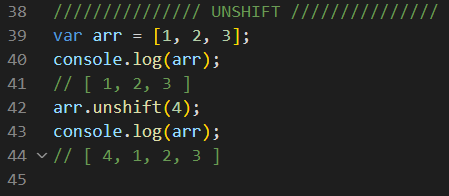 38 /////////////// UNSHIFT ///////////////
39 var arr = [1, 2, 3];
40 console.log(arr);
41 // [ 1, 2, 3 ]
42 arr.unshift(4);
43 console.log(arr);
44 // [ 4, 1, 2, 3 ]
45